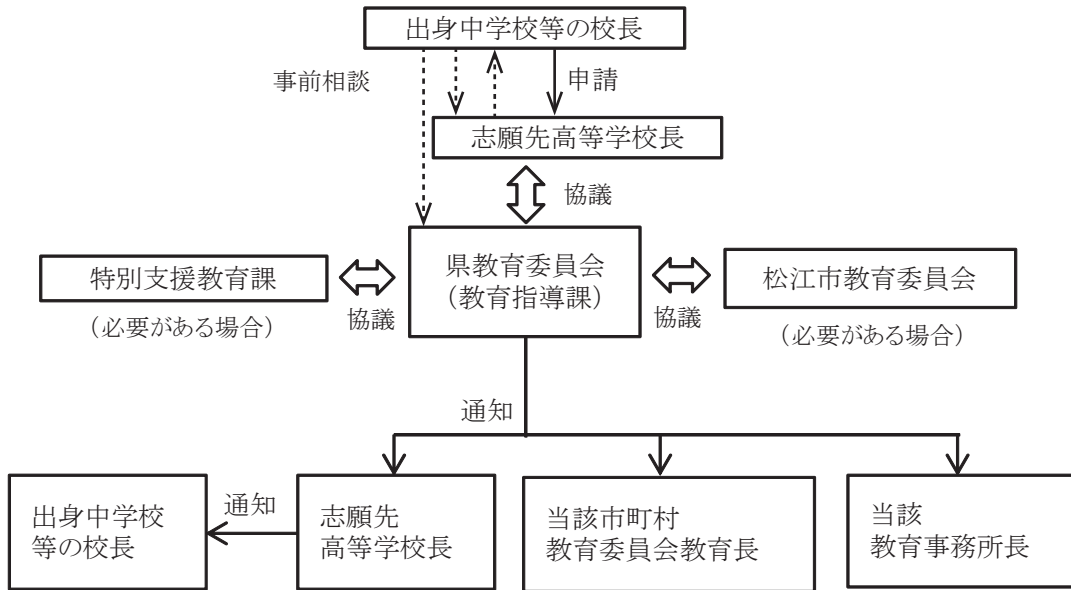 出身中学校等の校長
事前相談
申請
志願先高等学校長
協議
県教育委員会
（教育指導課）
特別支援教育課
協議
（必要がある場合）
松江市教育委員会
協議
（必要がある場合）
通知
出身中学校
等の校長
通知
志願先
高等学校長
当該市町村
教育委員会教育長
当該
教育事務所長